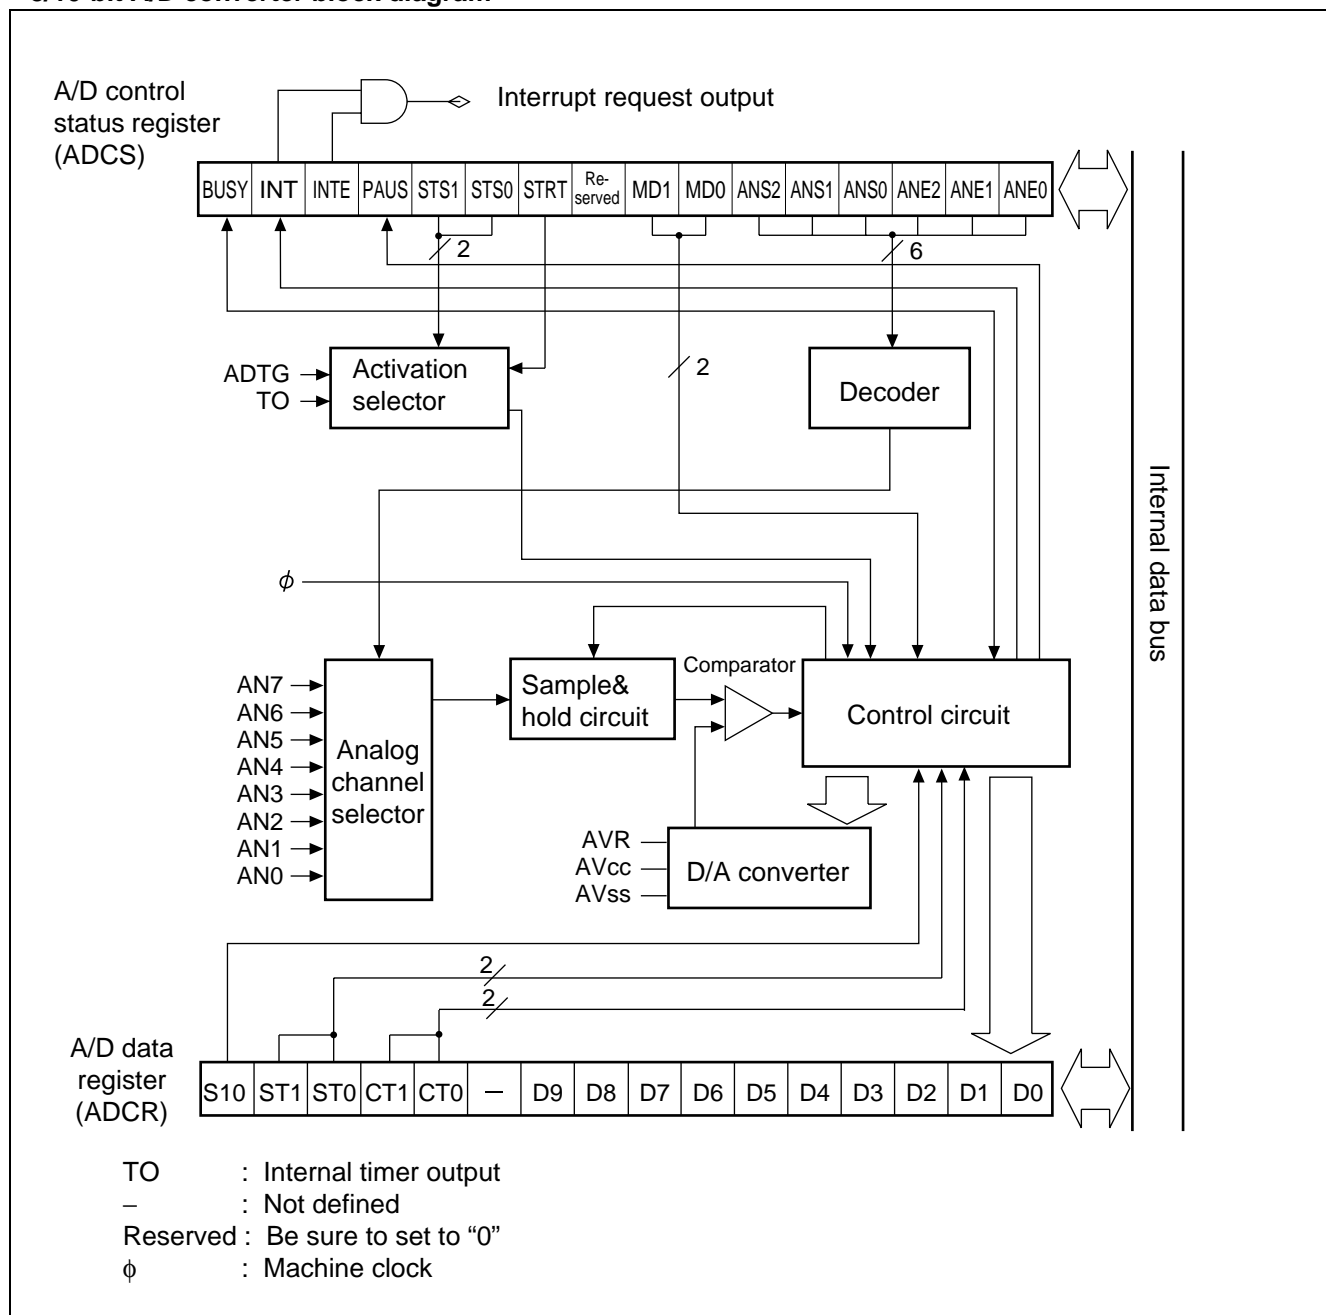 A/D control
status register
(ADCS)
Interrupt request output
BUSY INT INTE PAUS STS1 STS0 STRT Re-served MD1 MD0 ANS2 ANS1 ANS0 ANE2 ANE1 ANE0
2
6
2
ADTG
TO
Activation
selector
Decoder
Internal data bus
ϕ
AN7
AN6
AN5
AN4
AN3
AN2
AN1
AN0
Analog
channel
selector
Sample&
hold circuit
Comparator
Control circuit
AVR
AVcc
AVss
D/A converter
2
2
A/D data
register
(ADCR)
S10 ST1 ST0 CT1 CT0 — D9 D8 D7 D6 D5 D4 D3 D2 D1 D0
TO : Internal timer output
– : Not defined
Reserved : Be sure to set to “0”
ϕ : Machine clock